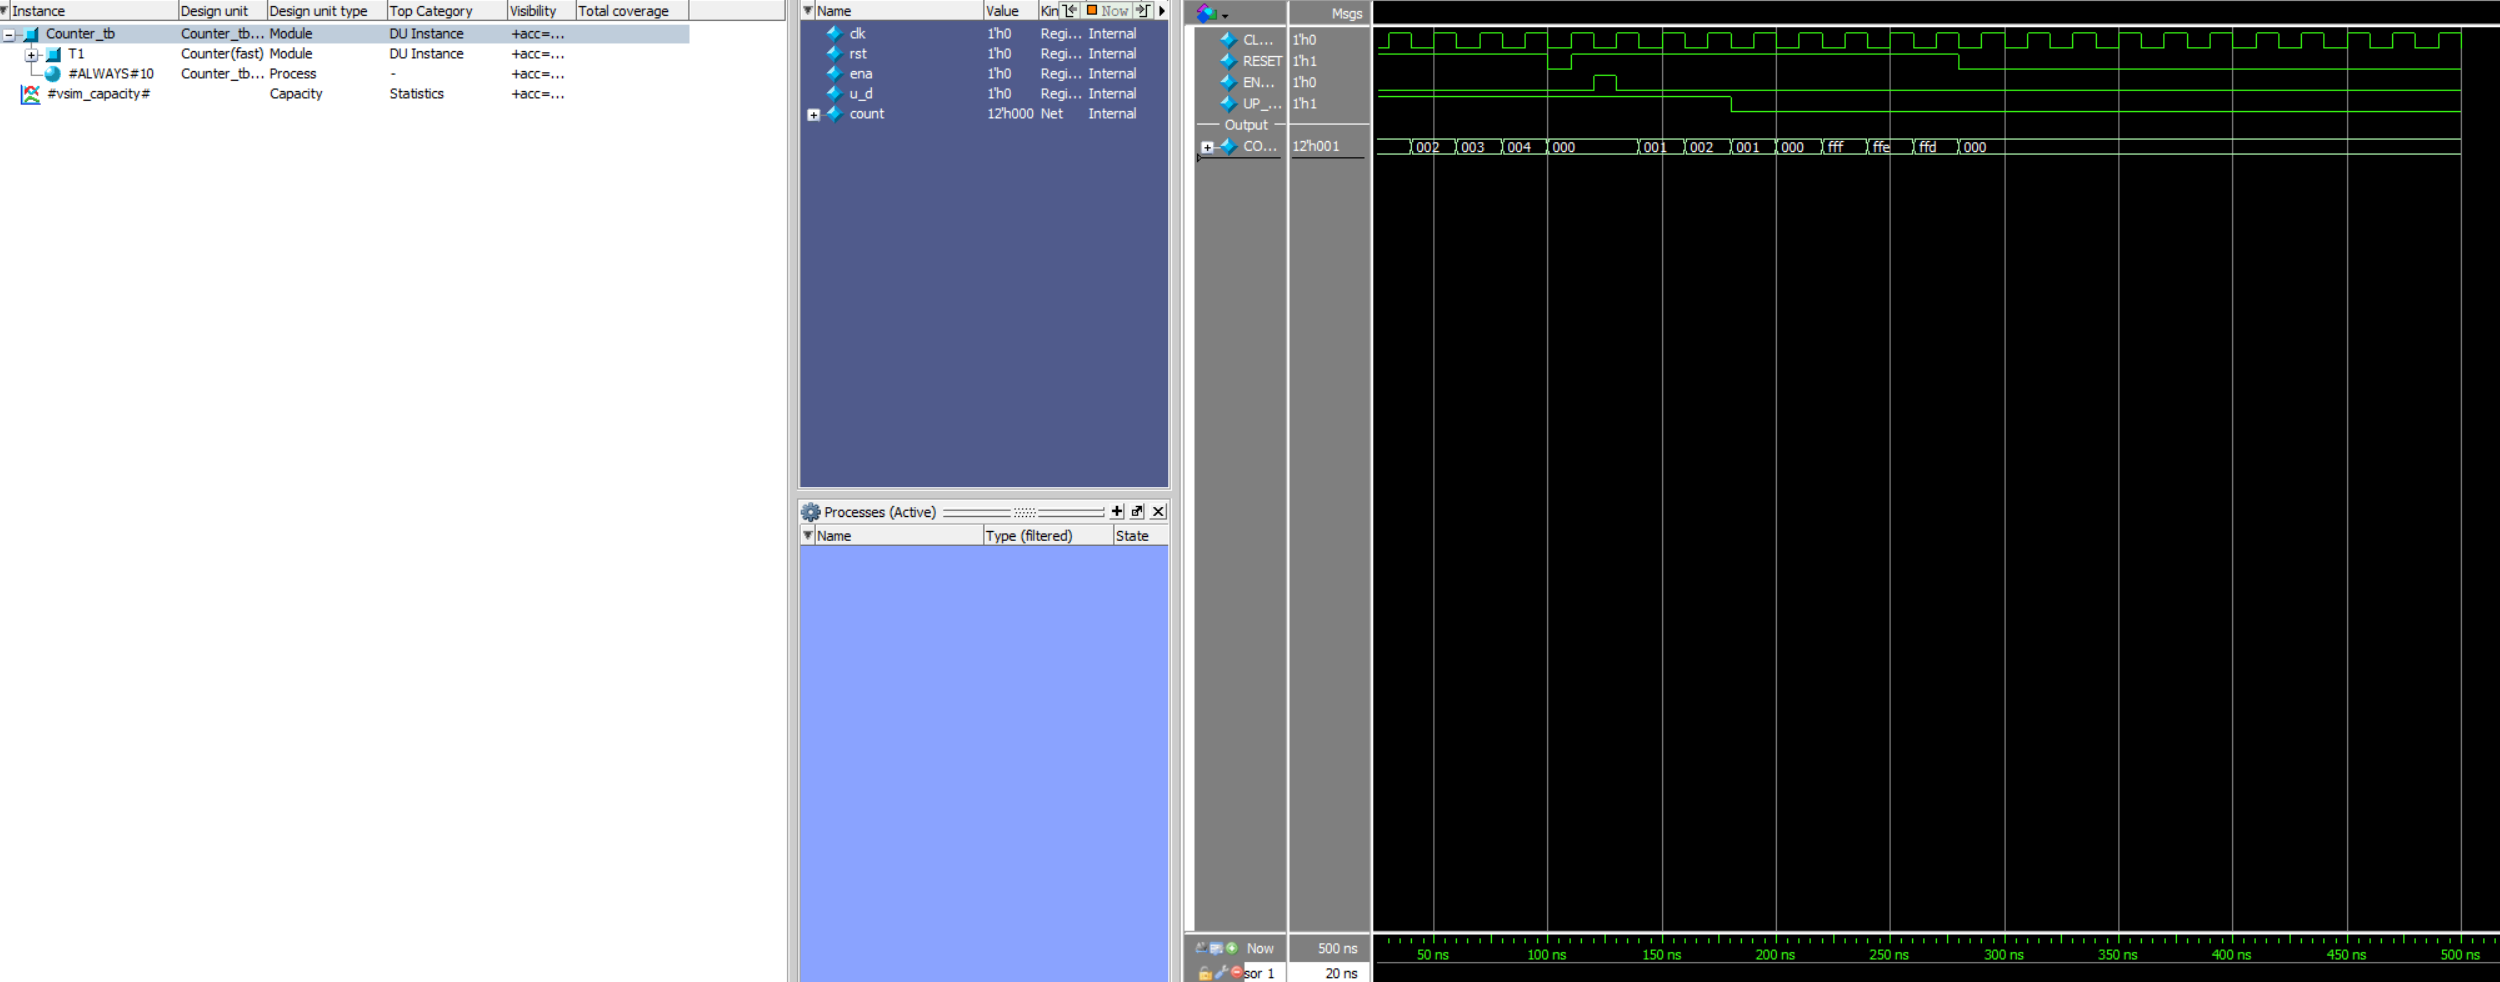 Instance Design unit Design unit type Top Category Visibility Total coverage
Counter_tb Counter_tb... Module DU Instance +acc=...
T1 Counter(fast) Module DU Instance +acc=...
#ALWAYS#10 Counter_tb... Process - +acc=...
#vsim_capacity# Capacity Statistics +acc=...
Name Value Kin Now
clk 1'h0 Regi... Internal
rst 1'h0 Regi... Internal
ena 1'h0 Regi... Internal
u_d 1'h0 Regi... Internal
count 12'h000 Net Internal
Processes (Active)
Name Type (filtered) State
Msgs
CL... 1'h0
RESET 1'h1
EN... 1'h0
UP_... 1'h1
Output
CO... 12'h001 002 003 004 000 001 002 001 000 fff ffe ffd 000
Now 500 ns
sor 1 20 ns
50 ns 100 ns 150 ns 200 ns 250 ns 300 ns 350 ns 400 ns 450 ns 500 ns